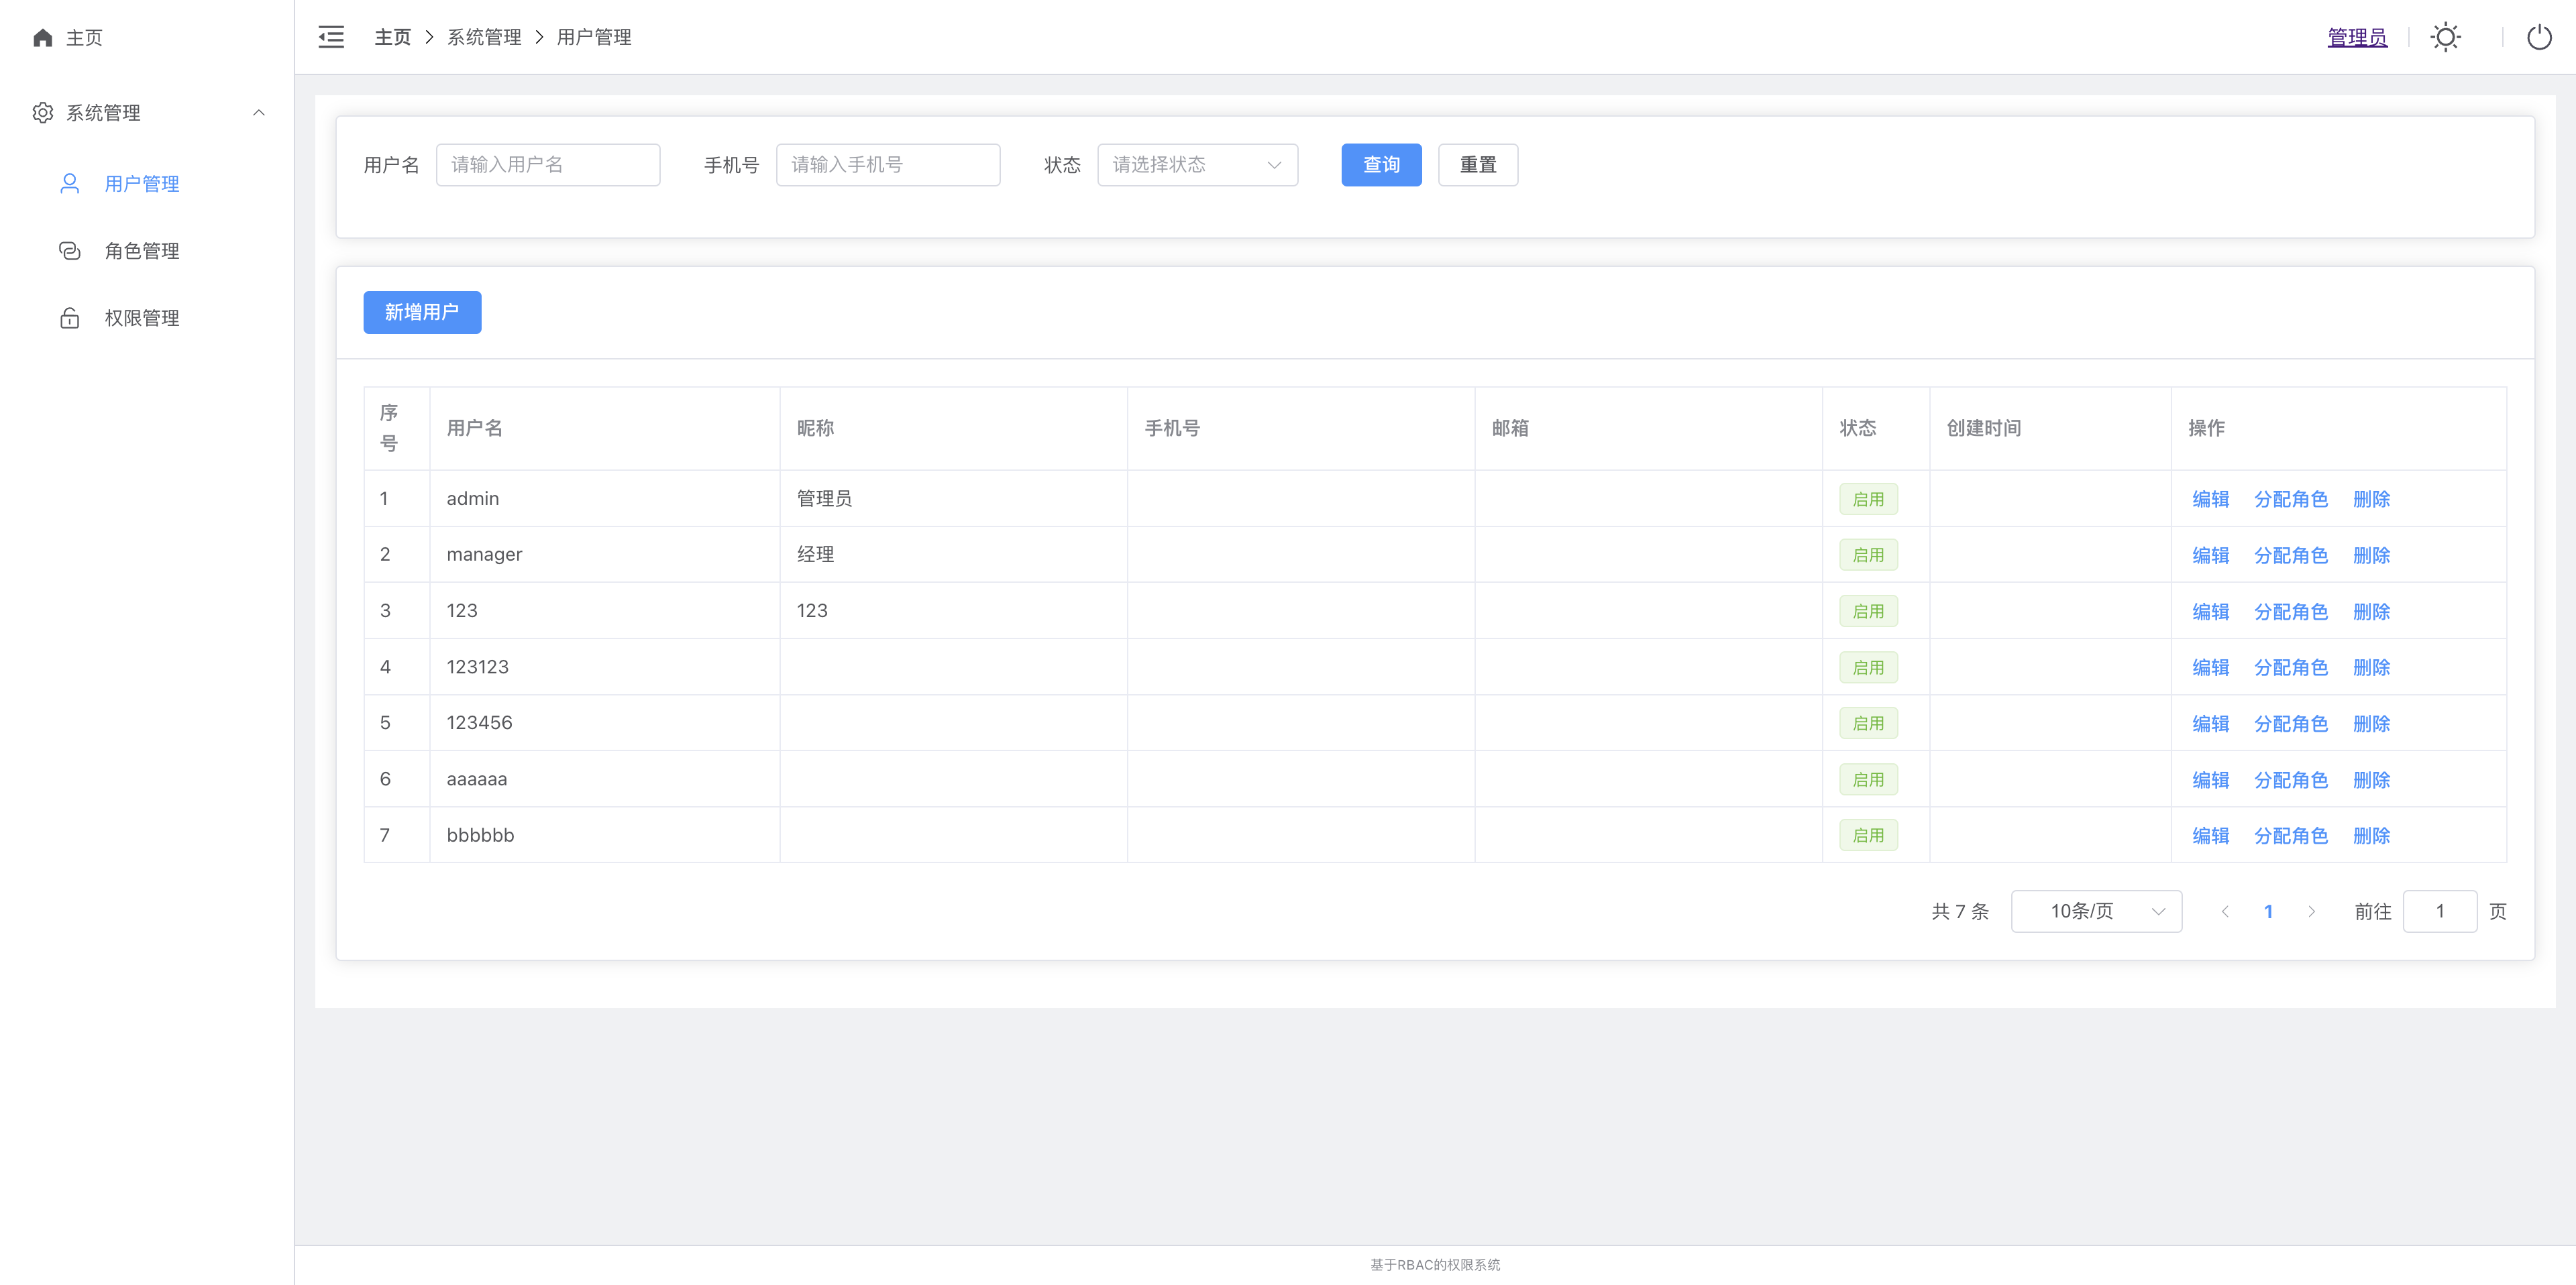 主页
系统管理
用户管理
角色管理
权限管理
主页 > 系统管理 > 用户管理
管理员
用户名 请输入用户名 手机号 请输入手机号 状态 请选择状态 查询 重置
新增用户
序号 用户名 昵称 手机号 邮箱 状态 创建时间 操作
1 admin 管理员 启用 编辑 分配角色 删除
2 manager 经理 启用 编辑 分配角色 删除
3 123 123 启用 编辑 分配角色 删除
4 123123 启用 编辑 分配角色 删除
5 123456 启用 编辑 分配角色 删除
6 aaaaaa 启用 编辑 分配角色 删除
7 bbbbbb 启用 编辑 分配角色 删除
共 7 条 10条/页 1 前往 1 页
基于RBAC的权限系统